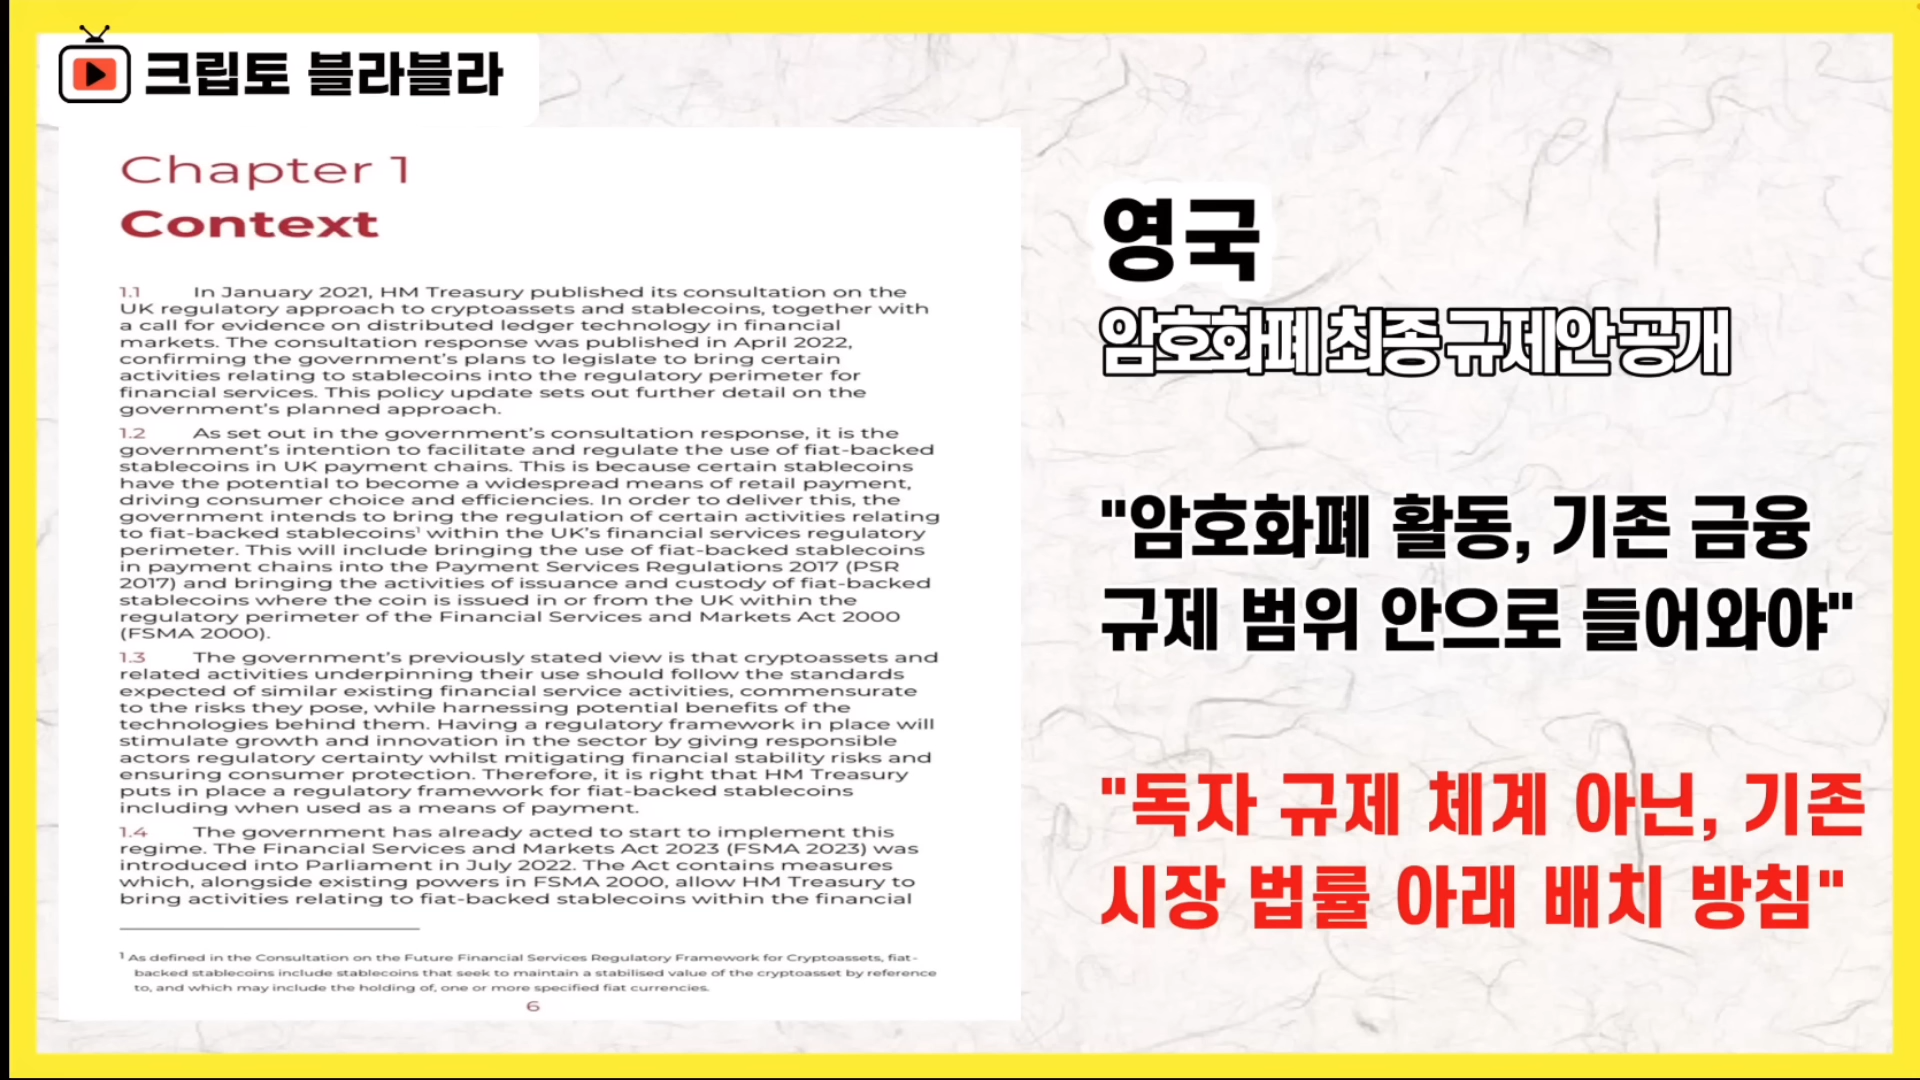 크립토 블라블라
Chapter 1
Context
1.1 In January 2021, HM Treasury published its consultation on the
UK regulatory approach to cryptoassets and stablecoins, together with
a call for evidence on distributed ledger technology in financial
markets. The consultation response was published in April 2022,
confirming the government's plans to legislate to bring certain
activities relating to stablecoins into the regulatory perimeter for
financial services. This policy update sets out further detail on the
government's planned approach.
1.2 As set out in the government's consultation response, it is the
government's intention to facilitate and regulate the use of fiat-backed
stablecoins in UK payment chains. This is because certain stablecoins
have the potential to become a widespread means of retail payment,
driving consumer choice and efficiencies. In order to deliver this, the
government intends to bring the regulation of certain activities relating
to fiat-backed stablecoins¹ within the UK's financial services regulatory
perimeter. This will include bringing the use of fiat-backed stablecoins
in payment chains into the Payment Services Regulations 2017 (PSR
2017) and bringing the activities of issuance and custody of fiat-backed
stablecoins where the coin is issued in or from the UK within the
regulatory perimeter of the Financial Services and Markets Act 2000
(FSMA 2000).
1.3 The government's previously stated view is that cryptoassets and
related activities underpinning their use should follow the standards
expected of similar existing financial service activities, commensurate
to the risks they pose, while harnessing potential benefits of the
technologies behind them. Having a regulatory framework in place will
stimulate growth and innovation in the sector by giving responsible
actors regulatory certainty whilst mitigating financial stability risks and
ensuring consumer protection. Therefore, it is right that HM Treasury
puts in place a regulatory framework for fiat-backed stablecoins
including when used as a means of payment.
1.4 The government has already acted to start to implement this
regime. The Financial Services and Markets Act 2023 (FSMA 2023) was
introduced into Parliament in July 2022. The Act contains measures
which, alongside existing powers in FSMA 2000, allow HM Treasury to
bring activities relating to fiat-backed stablecoins within the financial
¹ As defined in the Consultation on the Future Financial Services Regulatory Framework for Cryptoassets, fiat-
backed stablecoins include stablecoins that seek to maintain a stabilised value of the cryptoasset by reference
to, and which may include the holding of, one or more specified fiat currencies.
6
영국
암호화폐 최종 규제안 공개
"암호화폐 활동, 기존 금융
규제 범위 안으로 들어와야"
"독자 규제 체계 아닌, 기존
시장 법률 아래 배치 방침"